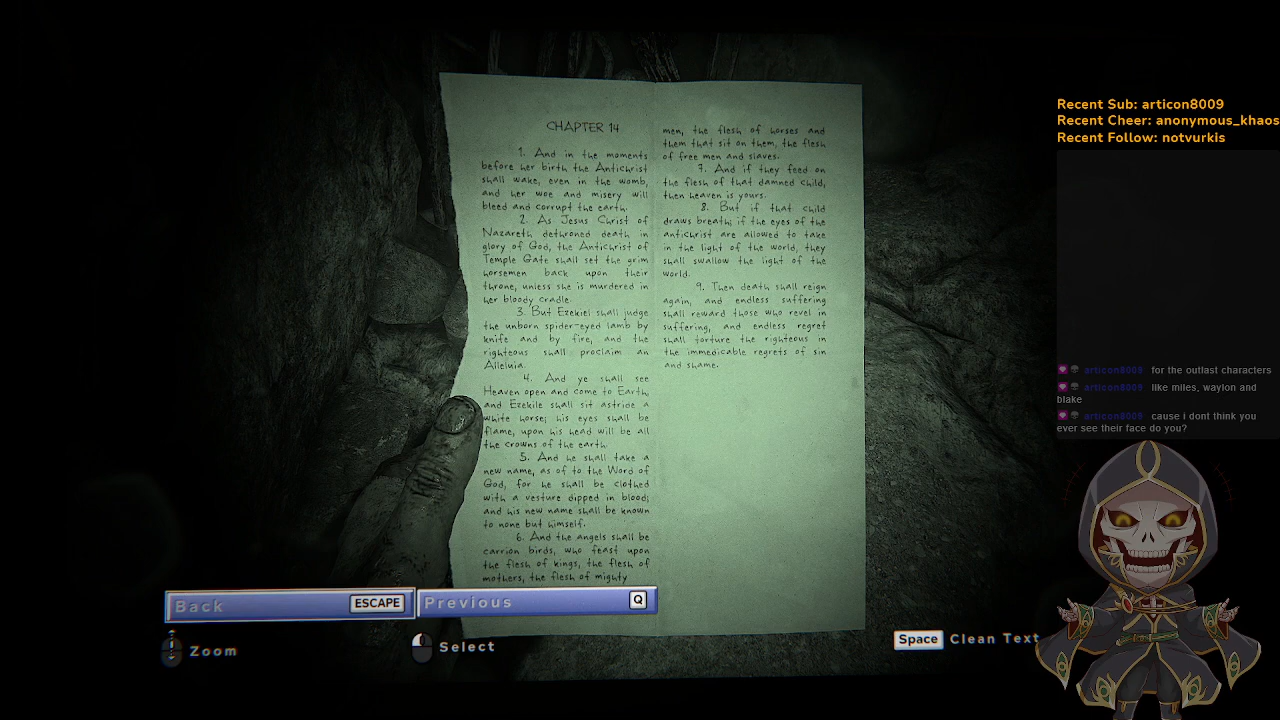 CHAPTER 14
1. And in the moments
before her birth the Antichrist
shall wake, even in the womb,
and her woe and misery will
bleed and corrupt the earth.
2. As Jesus Christ of
Nazareth dethroned death in
glory of God, the Antichrist of
Temple Gate shall set the grim
horsemen back upon their
throne, unless she is murdered in
her bloody cradle.
3. But Ezekiel shall judge
the unborn spider-eyed lamb by
knife and by fire, and the
righteous shall proclaim an
Alleluia.
4. And ye shall see
Heaven open and come to Earth,
and Ezekile shall sit astride a
white horse; his eyes shall be
flame, upon his head will be all
the crowns of the earth.
5. And he shall take a
new name, as of to the Word of
God, for he shall be clothed
with a vesture dipped in blood;
and his new name shall be known
to none but himself.
6. And the angels shall be
carrion birds, who feast upon
the flesh of kings, the flesh of
mothers, the flesh of mighty
men, the flesh of horses and
them that sit on them, the flesh
of free men and slaves.
7. And if they feed on
the flesh of that damned child,
then heaven is yours.
8. But if that child
draws breath; if the eyes of the
antichrist are allowed to take
in the light of the world, they
shall swallow the light of the
world.
9. Then death shall reign
again, and endless suffering
shall reward those who revel in
suffering, and endless regret
shall torture the righteous in
the immedicable regrets of sin
and shame.
Back ESCAPE
Previous Q
Zoom
Select
Space Clean Text
Recent Sub: articon8009
Recent Cheer: anonymous_khaos
Recent Follow: notvurkis
articon8009 for the outlast characters
articon8009 like miles, waylon and
blake
articon8009 cause i dont think you
ever see their face do you?